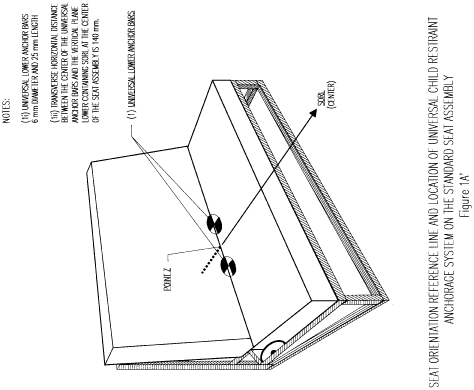 NOTES:
(1ⅱ) UNIVERSAL LOWER ANCHOR BARS
6 mm DIAMETER AND 25 mm LENGTH
(1ⅱ) TRANSVERSE HORIZONTAL DISTANCE
BETWEEN THE CENTER OF THE UNIVERSAL
ANCHOR BARS AND THE VERTICAL PLANE
LOWER CONTAINING SORL AT THE CENTER
OF THE SEAT ASSEMBLY IS 140 mm.
(1) UNIVERSAL LOWER ANCHOR BARS
POINT Z
SORL
(CENTER)
SEAT ORIENTATION REFERENCE LINE AND LOCATION OF UNIVERSAL CHILD RESTRAINT
ANCHORAGE SYSTEM ON THE STANDARD SEAT ASSEMBLY
Figure 1A'